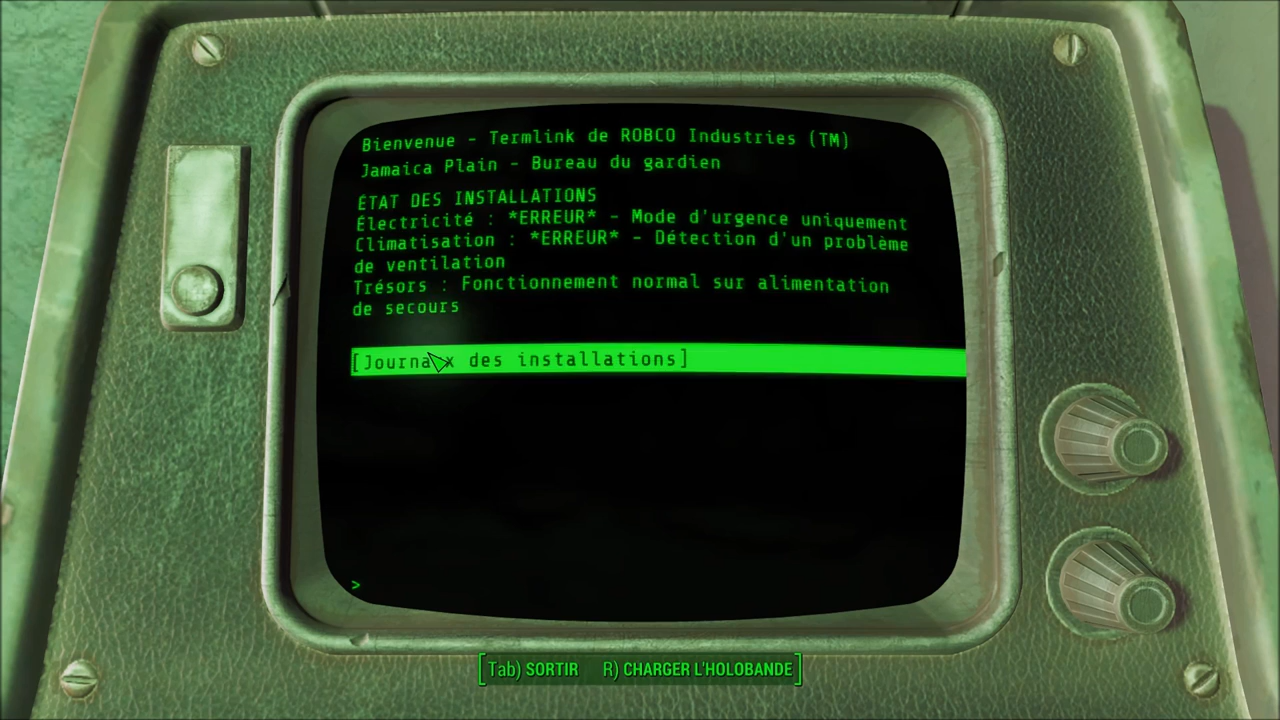 Bienvenue - Termlink de ROBCO Industries (TM)
Jamaica Plain - Bureau du gardien
ÉTAT DES INSTALLATIONS
Électricité : *ERREUR* - Mode d'urgence uniquement
Climatisation : *ERREUR* - Détection d'un problème
de ventilation
Trésors : Fonctionnement normal sur alimentation
de secours
[Journaux des installations]
>
[Tab) SORTIR R) CHARGER L'HOLOBANDE]